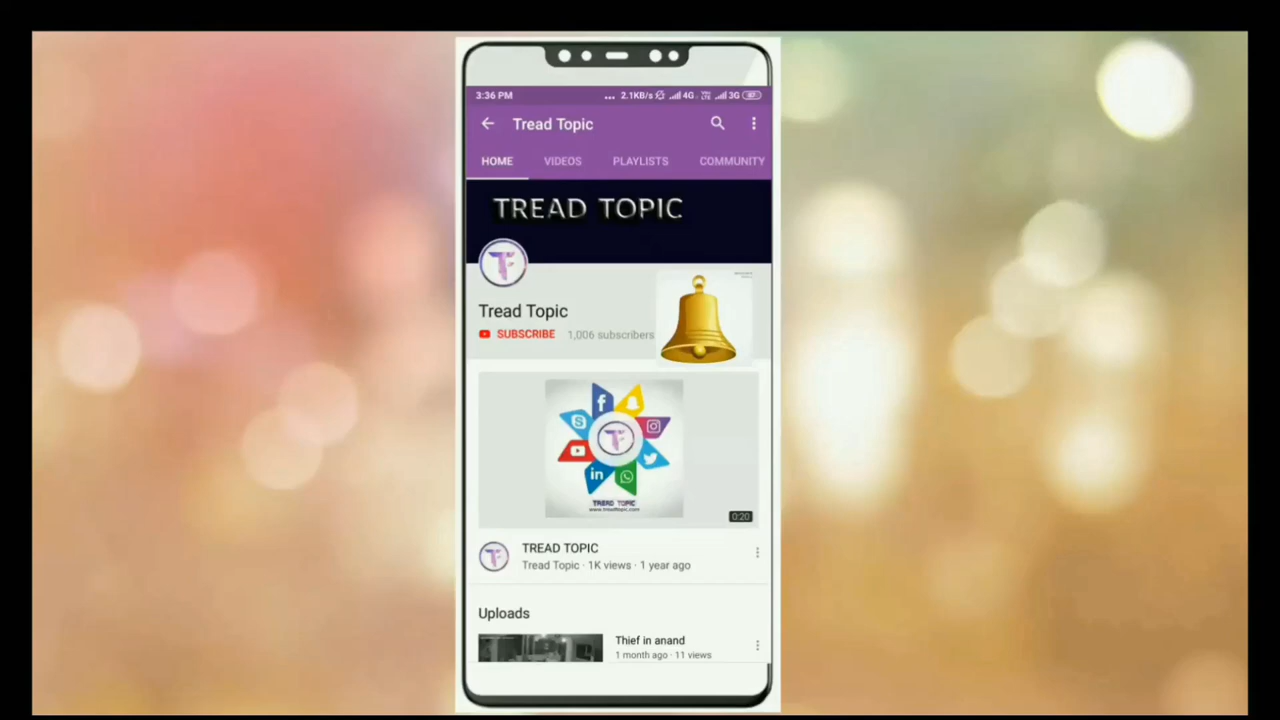 3:36 PM ... 2.1KB/s 4G 3G
Tread Topic
HOME VIDEOS PLAYLISTS COMMUNITY
TREAD TOPIC
Tread Topic
SUBSCRIBE 1,006 subscribers
TREAD TOPIC
0:20
TREAD TOPIC
Tread Topic · 1K views · 1 year ago
Uploads
Thief in anand
1 month ago · 11 views